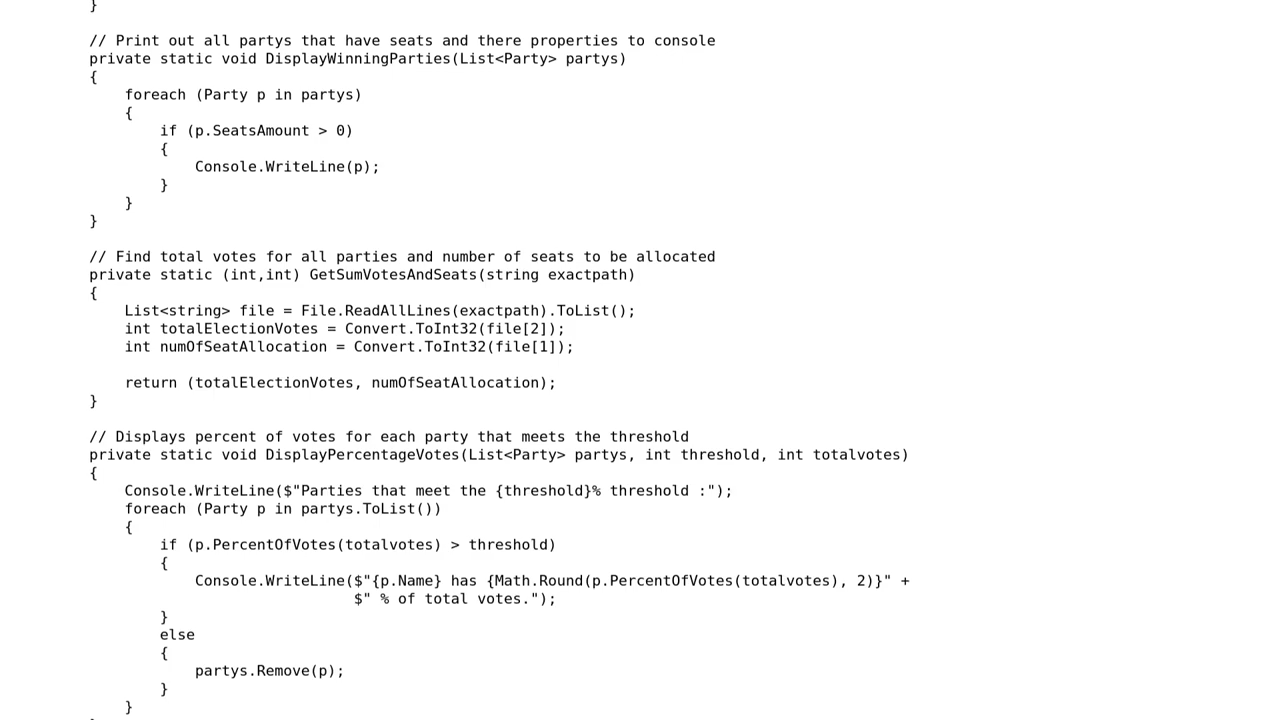 }
// Print out all partys that have seats and there properties to console
private static void DisplayWinningParties(List<Party> partys)
{
foreach (Party p in partys)
{
if (p.SeatsAmount > 0)
{
Console.WriteLine(p);
}
}
}
// Find total votes for all parties and number of seats to be allocated
private static (int,int) GetSumVotesAndSeats(string exactpath)
{
List<string> file = File.ReadAllLines(exactpath).ToList();
int totalElectionVotes = Convert.ToInt32(file[2]);
int numOfSeatAllocation = Convert.ToInt32(file[1]);
return (totalElectionVotes, numOfSeatAllocation);
}
// Displays percent of votes for each party that meets the threshold
private static void DisplayPercentageVotes(List<Party> partys, int threshold, int totalvotes)
{
Console.WriteLine($"Parties that meet the {threshold}% threshold :");
foreach (Party p in partys.ToList())
{
if (p.PercentOfVotes(totalvotes) > threshold)
{
Console.WriteLine($"{p.Name} has {Math.Round(p.PercentOfVotes(totalvotes), 2)}" +
$" % of total votes.");
}
else
{
partys.Remove(p);
}
}